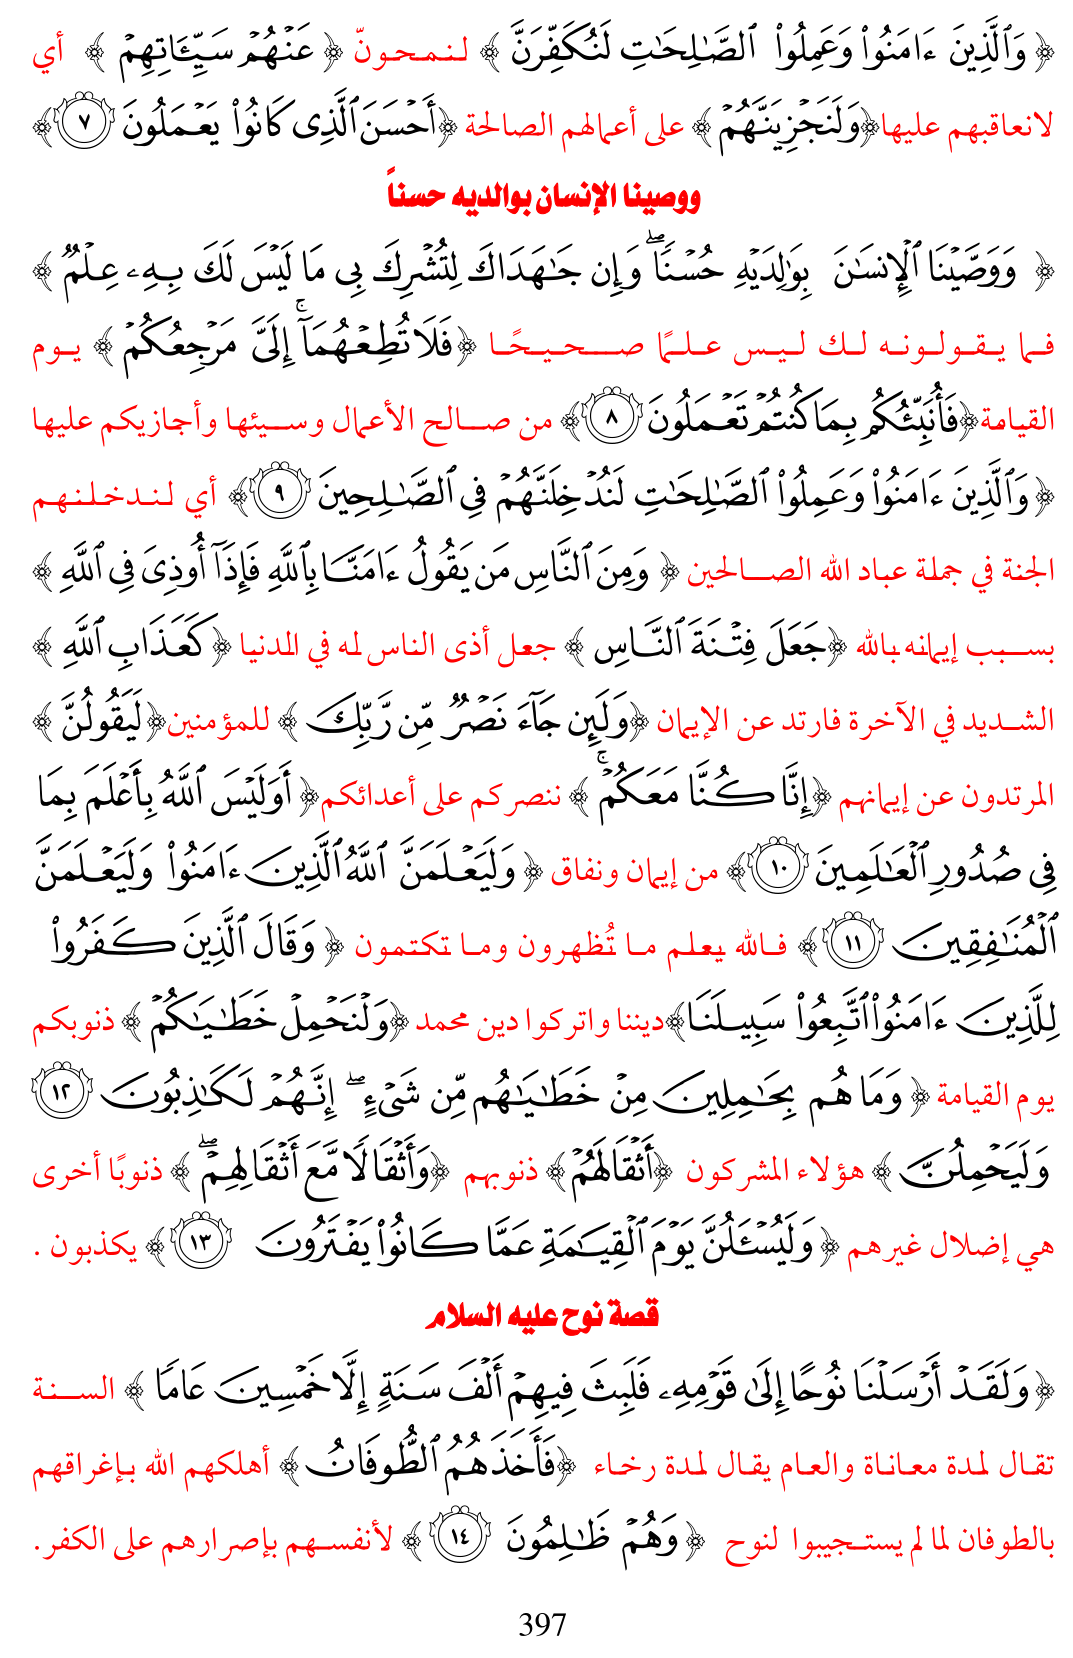 ﴿ وَٱلَّذِينَ ءَامَنُوا۟ وَعَمِلُوا۟ ٱلصَّـٰلِحَـٰتِ لَنُكَفِّرَنَّ ﴾ لنمحونّ ﴿ عَنْهُمْ سَيِّـَٔاتِهِمْ ﴾ أي
لانعاقبهم عليها﴿وَلَنَجْزِيَنَّهُمْ ﴾ على أعمالهم الصالحة ﴿أَحْسَنَ ٱلَّذِى كَانُوا۟ يَعْمَلُونَ ٧﴾
ووصينا الإنسان بوالديه حسناً
﴿ وَوَصَّيْنَا ٱلْإِنسَـٰنَ بِوَٰلِدَيْهِ حُسْنًا ۖ وَإِن جَـٰهَدَاكَ لِتُشْرِكَ بِى مَا لَيْسَ لَكَ بِهِۦ عِلْمٌ ﴾
فما يقولونه لك ليس علمًا صحيحًا ﴿فَلَا تُطِعْهُمَآ ۚ إِلَىَّ مَرْجِعُكُمْ ﴾ يوم
القيامة﴿فَأُنَبِّئُكُم بِمَا كُنتُمْ تَعْمَلُونَ ٨﴾ من صالح الأعمال وسيئها وأجازيكم عليها
﴿ وَٱلَّذِينَ ءَامَنُوا۟ وَعَمِلُوا۟ ٱلصَّـٰلِحَـٰتِ لَنُدْخِلَنَّهُمْ فِى ٱلصَّـٰلِحِينَ ٩﴾ أي لندخلنهم
الجنة في جملة عباد الله الصالحين ﴿ وَمِنَ ٱلنَّاسِ مَن يَقُولُ ءَامَنَّا بِٱللَّهِ فَإِذَآ أُوذِىَ فِى ٱللَّهِ ﴾
بسبب إيمانه بالله ﴿جَعَلَ فِتْنَةَ ٱلنَّاسِ ﴾ جعل أذى الناس له في الدنيا ﴿كَعَذَابِ ٱللَّهِ ﴾
الشديد في الآخرة فارتد عن الإيمان ﴿وَلَئِن جَآءَ نَصْرٌ مِّن رَّبِّكَ ﴾ للمؤمنين﴿لَيَقُولُنَّ ﴾
المرتدون عن إيمانهم ﴿إِنَّا كُنَّا مَعَكُمْ ۚ ﴾ ننصركم على أعدائكم﴿ أَوَلَيْسَ ٱللَّهُ بِأَعْلَمَ بِمَا
فِى صُدُورِ ٱلْعَـٰلَمِينَ ١٠﴾ من إيمان ونفاق ﴿ وَلَيَعْلَمَنَّ ٱللَّهُ ٱلَّذِينَ ءَامَنُوا۟ وَلَيَعْلَمَنَّ
ٱلْمُنَـٰفِقِينَ ١١﴾ فالله يعلم ما تُظهرون وما تكتمون ﴿ وَقَالَ ٱلَّذِينَ كَفَرُوا۟
لِلَّذِينَ ءَامَنُوا۟ ٱتَّبِعُوا۟ سَبِيلَنَا﴾ديننا واتركوا دين محمد ﴿وَلْنَحْمِلْ خَطَـٰيَـٰكُمْ ﴾ ذنوبكم
يوم القيامة ﴿ وَمَا هُم بِحَـٰمِلِينَ مِنْ خَطَـٰيَـٰهُم مِّن شَىْءٍ ۖ إِنَّهُمْ لَكَـٰذِبُونَ ١٢
وَلَيَحْمِلُنَّ ﴾ هؤلاء المشركون ﴿أَثْقَالَهُمْ﴾ ذنوبهم ﴿وَأَثْقَالًا مَّعَ أَثْقَالِهِمْ ۖ ﴾ ذنوبًا أخرى
هي إضلال غيرهم ﴿ وَلَيُسْـَٔلُنَّ يَوْمَ ٱلْقِيَـٰمَةِ عَمَّا كَانُوا۟ يَفْتَرُونَ ١٣﴾ يكذبون .
قصة نوح عليه السلام
﴿ وَلَقَدْ أَرْسَلْنَا نُوحًا إِلَىٰ قَوْمِهِۦ فَلَبِثَ فِيهِمْ أَلْفَ سَنَةٍ إِلَّا خَمْسِينَ عَامًا ﴾ السنة
تقال لمدة معاناة والعام يقال لمدة رخاء ﴿فَأَخَذَهُمُ ٱلطُّوفَانُ ﴾ أهلكهم الله بإغراقهم
بالطوفان لما لم يستجيبوا لنوح ﴿ وَهُمْ ظَـٰلِمُونَ ١٤﴾ لأنفسهم بإصرارهم على الكفر.
397